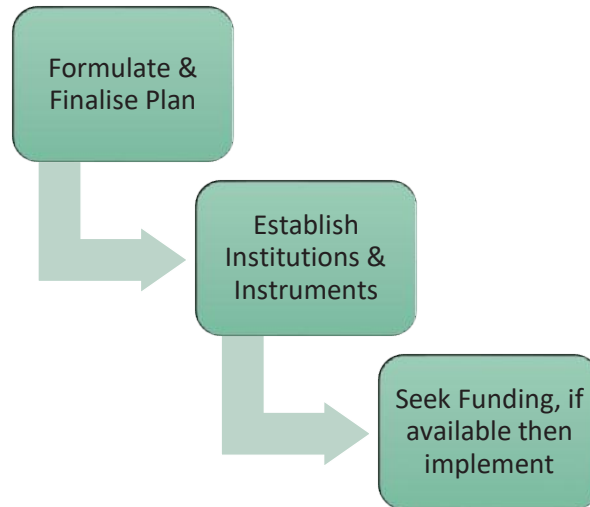 Formulate &
Finalise Plan
Establish
Institutions &
Instruments
Seek Funding, if
available then
implement